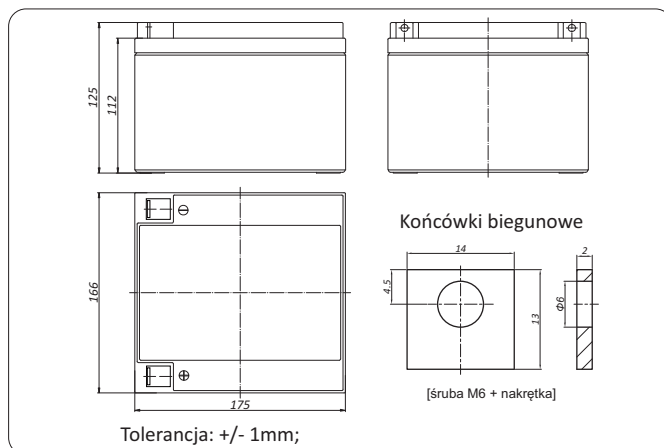 125
112
166
⊖
⊕
175
Końcówki biegunowe
14
2
4.5
13
Φ6
[śruba M6 + nakrętka]
Tolerancja: +/- 1mm;